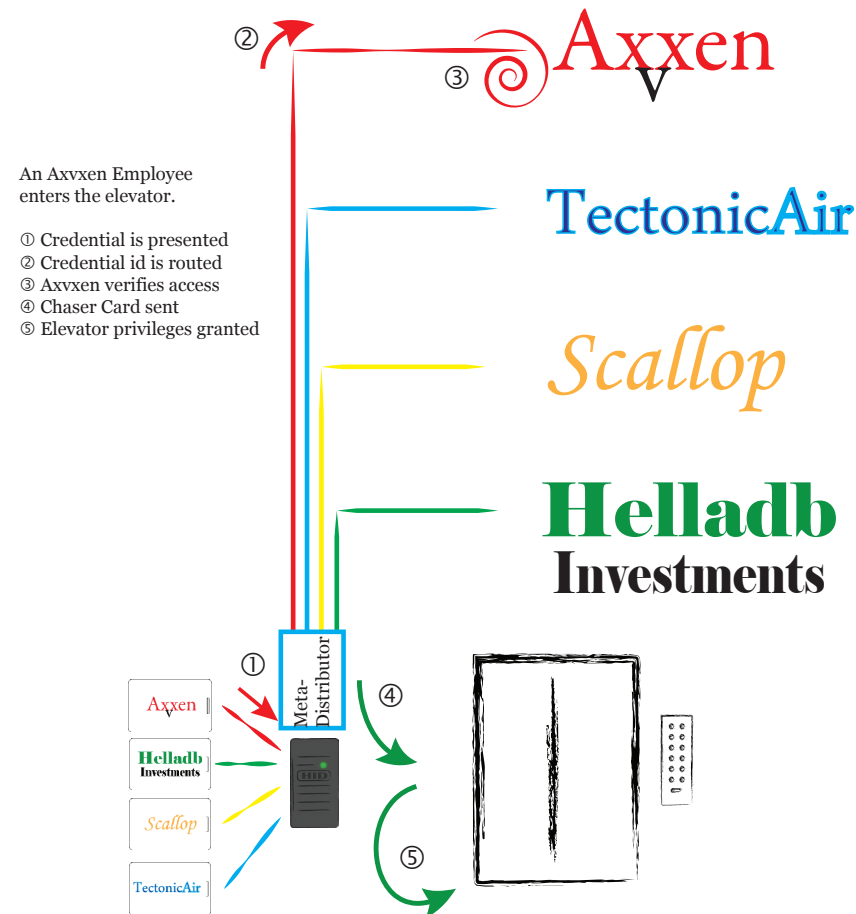 ②
③
Axxen
v
An Axvxen Employee
enters the elevator.
① Credential is presented
② Credential id is routed
③ Axvxen verifies access
④ Chaser Card sent
⑤ Elevator privileges granted
TectonicAir
Scallop
Helladb
Investments
①
Meta-
Distributor
④
Axxen
v
Helladb
Investments
Scallop
⑤
TectonicAir